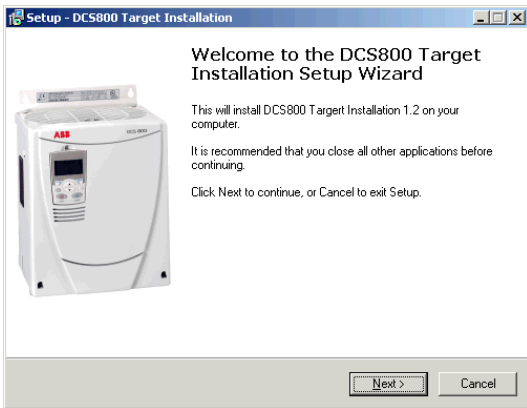 Setup - DCS800 Target Installation
Welcome to the DCS800 Target
Installation Setup Wizard
This will install DCS800 Targert Installation 1.2 on your
computer.
It is recommended that you close all other applications before
continuing.
Click Next to continue, or Cancel to exit Setup.
ABB
DCS 800
Next >
Cancel